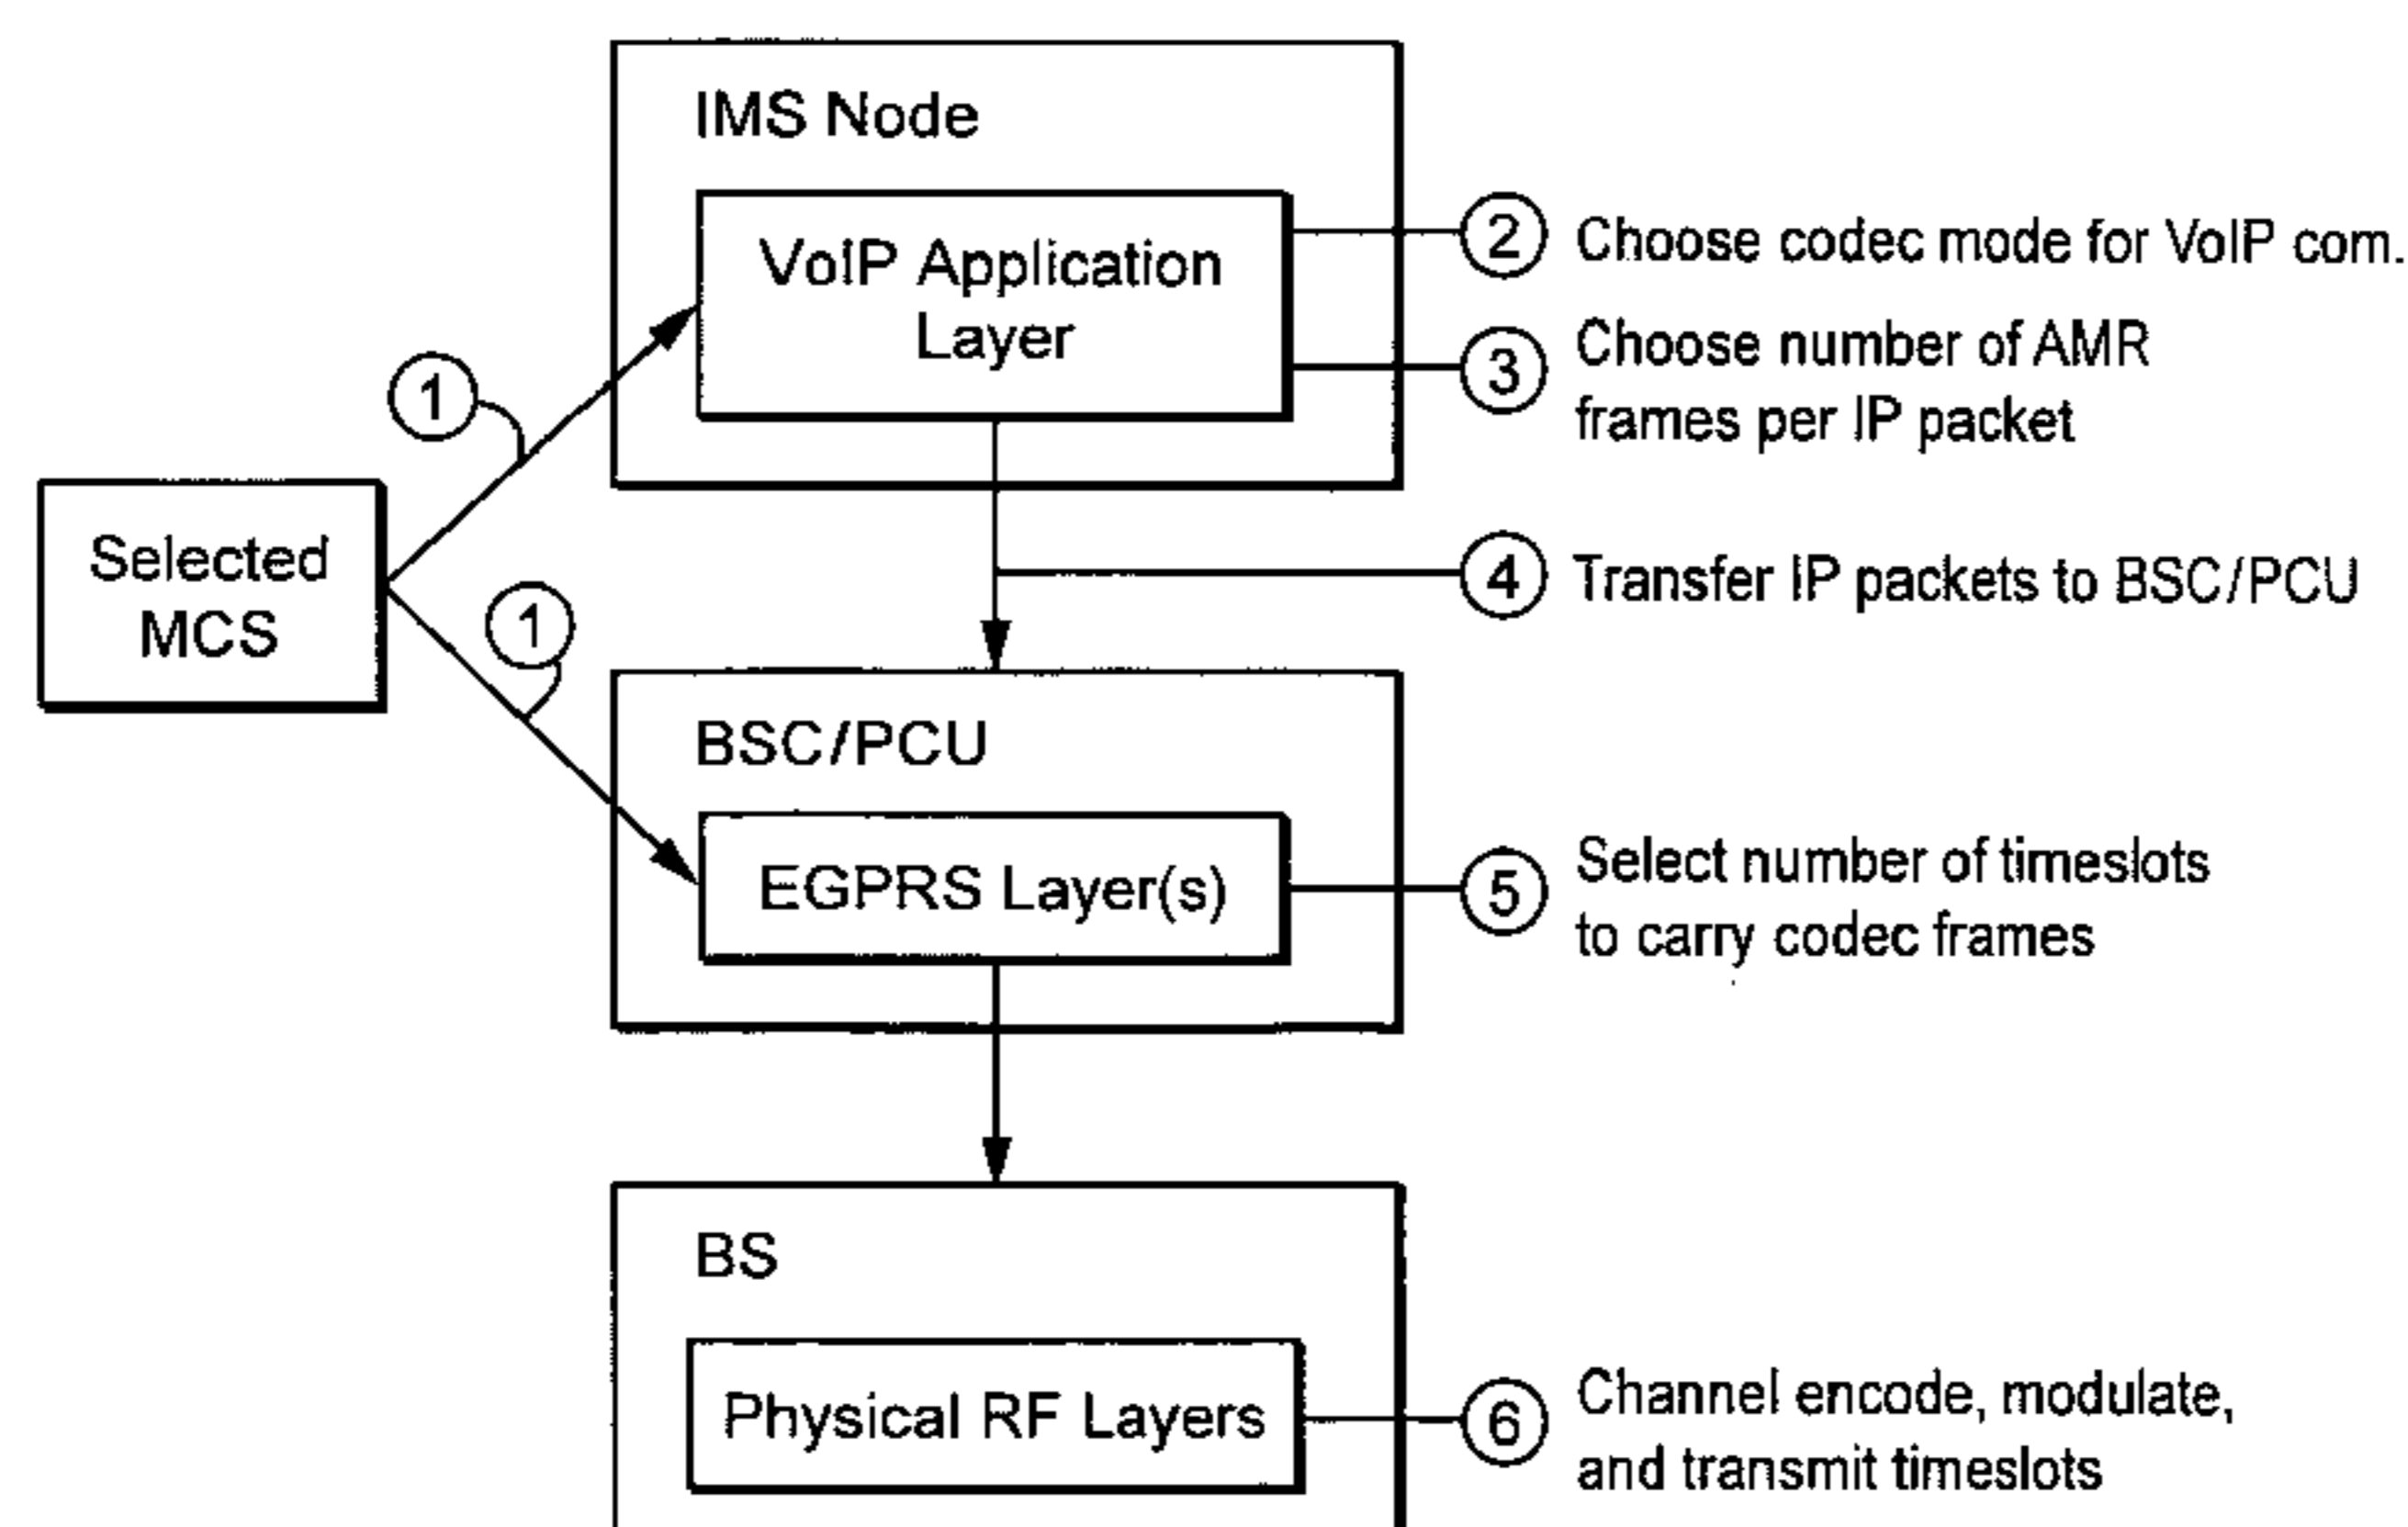 IMS Node
VoIP Application
Layer
2 Choose codec mode for VoIP com.
3 Choose number of AMR
frames per IP packet
1
Selected
MCS
1
4 Transfer IP packets to BSC/PCU
BSC/PCU
EGPRS Layer(s)
5 Select number of timeslots
to carry codec frames
BS
Physical RF Layers
6 Channel encode, modulate,
and transmit timeslots